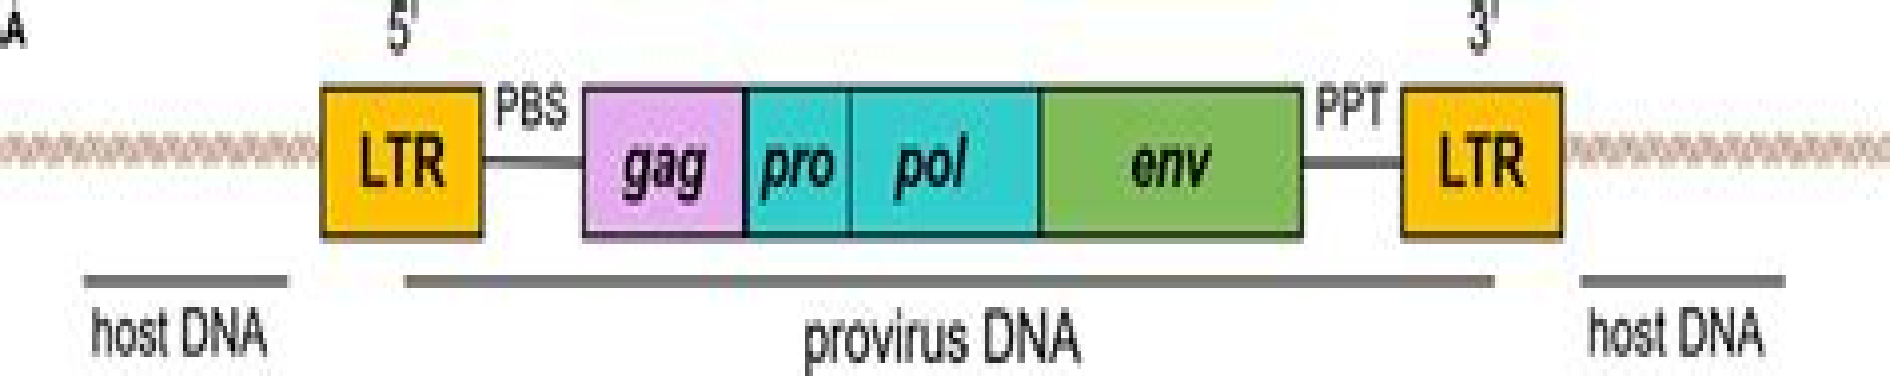 A 5' 3'
PBS PPT
LTR gag pro pol env LTR
host DNA provirus DNA host DNA